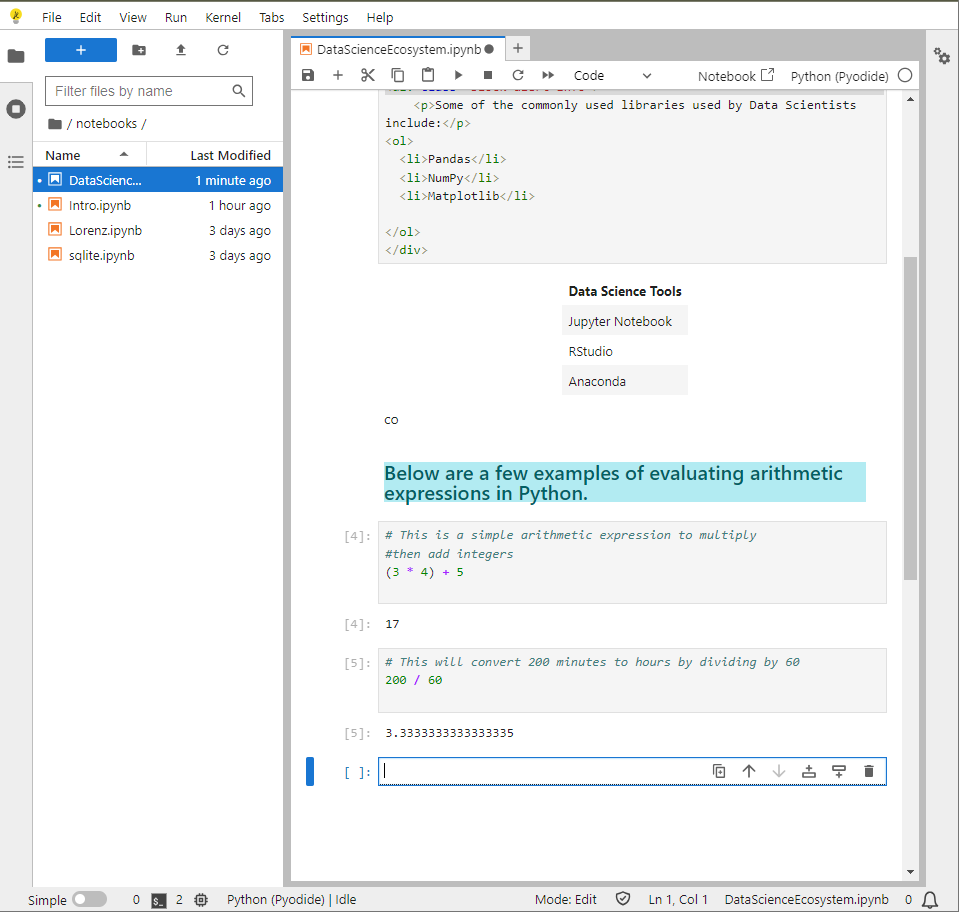 File Edit View Run Kernel Tabs Settings Help
+
Filter files by name
/ notebooks /
Name Last Modified
DataScienc... 1 minute ago
Intro.ipynb 1 hour ago
Lorenz.ipynb 3 days ago
sqlite.ipynb 3 days ago
DataScienceEcosystem.ipynb
Code Notebook Python (Pyodide)
<p>Some of the commonly used libraries used by Data Scientists
include:</p>
<ol>
<li>Pandas</li>
<li>NumPy</li>
<li>Matplotlib</li>
</ol>
</div>
Data Science Tools
Jupyter Notebook
RStudio
Anaconda
co
Below are a few examples of evaluating arithmetic
expressions in Python.
[4]: # This is a simple arithmetic expression to multiply
#then add integers
(3 * 4) + 5
[4]: 17
[5]: # This will convert 200 minutes to hours by dividing by 60
200 / 60
[5]: 3.3333333333333335
[ ]:
Simple 0 $_ 2 Python (Pyodide) | Idle Mode: Edit Ln 1, Col 1 DataScienceEcosystem.ipynb 0